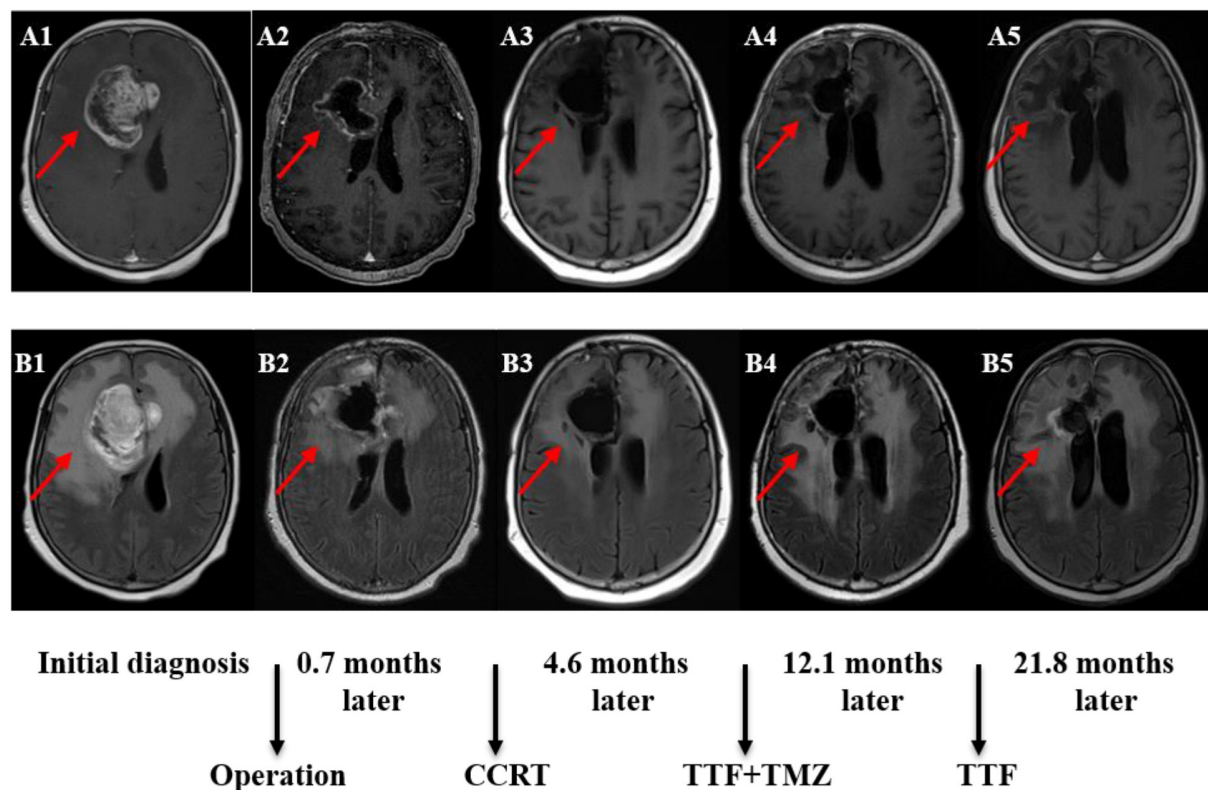 A1 A2 A3 A4 A5
B1 B2 B3 B4 B5
Initial diagnosis 0.7 months later 4.6 months later 12.1 months later 21.8 months later
Operation CCRT TTF+TMZ TTF